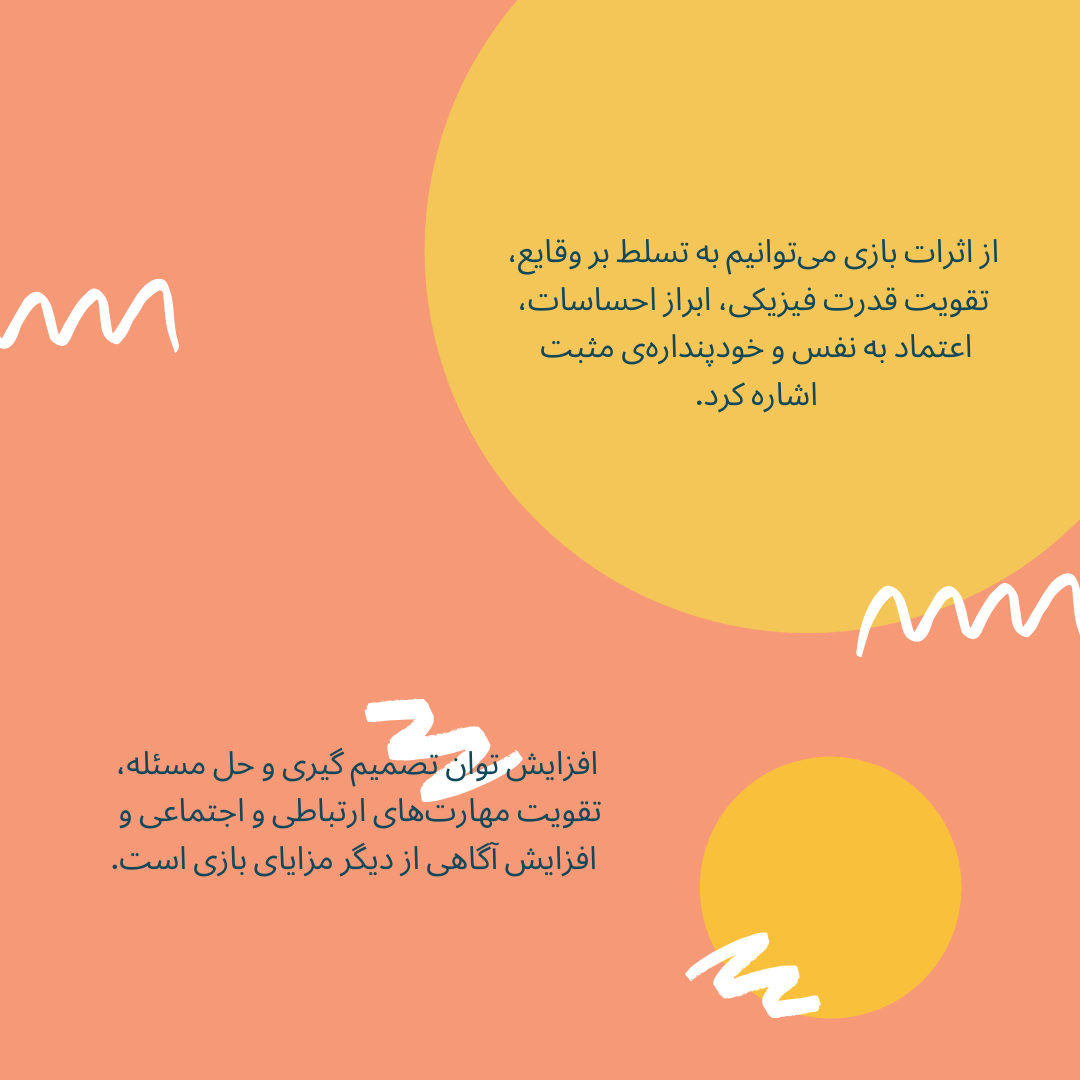 از اثرات بازی می‌توانیم به تسلط بر وقایع،
تقویت قدرت فیزیکی، ابراز احساسات،
اعتماد به نفس و خودپنداره‌ی مثبت
اشاره کرد.
افزایش توان تصمیم گیری و حل مسئله،
تقویت مهارت‌های ارتباطی و اجتماعی و
افزایش آگاهی از دیگر مزایای بازی است.